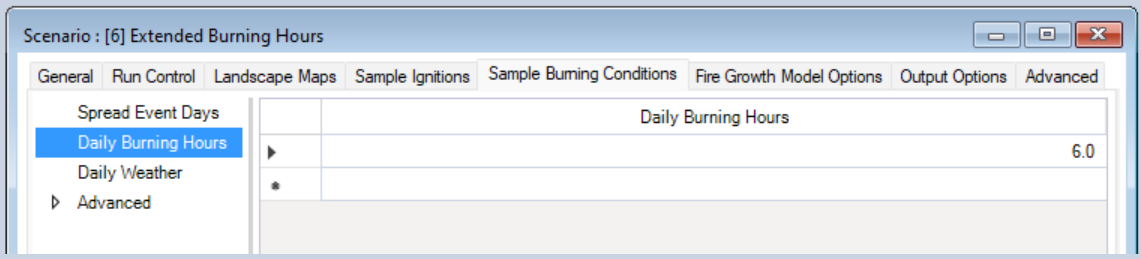 Scenario : [6] Extended Burning Hours
General Run Control Landscape Maps Sample Ignitions Sample Burning Conditions Fire Growth Model Options Output Options Advanced
Spread Event Days
Daily Burning Hours
Daily Weather
Advanced
Daily Burning Hours
6.0